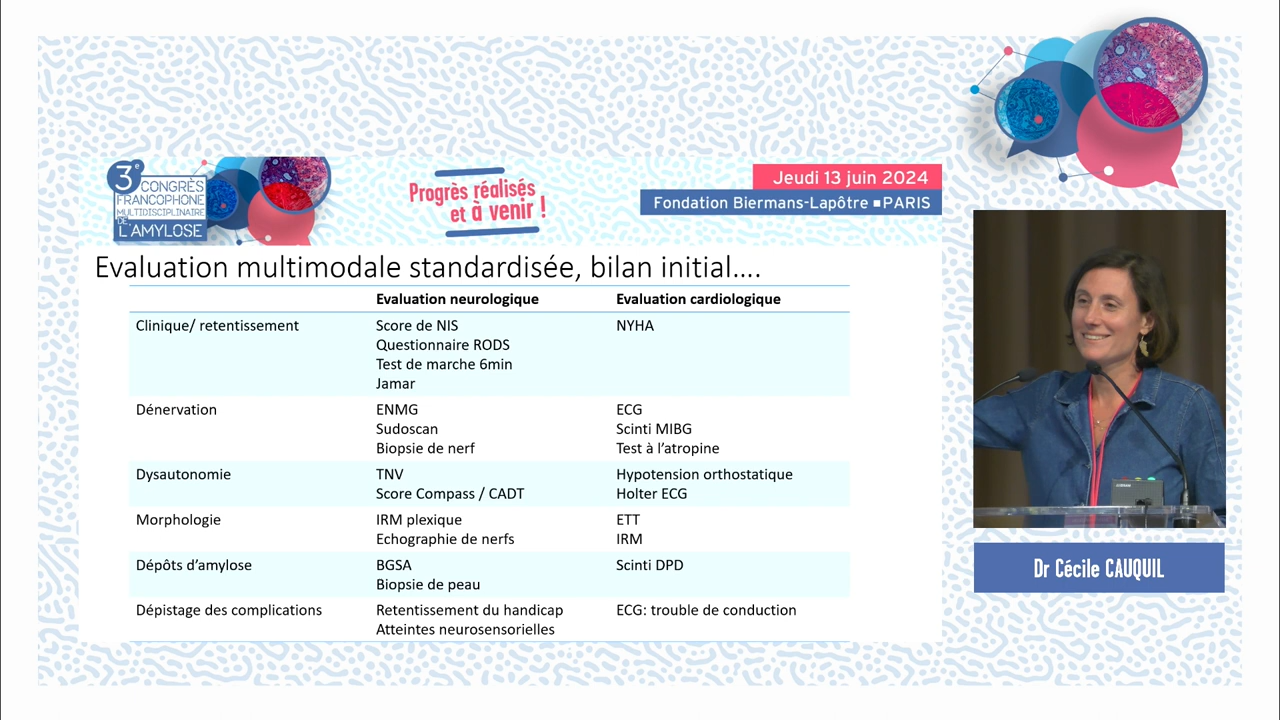 3e
CONGRÈS
FRANCOPHONE
MULTIDISCIPLINAIRE
DE
L'AMYLOSE
Progrès réalisés
et à venir !
Jeudi 13 juin 2024
Fondation Biermans-Lapôtre ■ PARIS
Evaluation multimodale standardisée, bilan initial....
Evaluation neurologique Evaluation cardiologique
Clinique/ retentissement Score de NIS NYHA
Questionnaire RODS
Test de marche 6min
Jamar
Dénervation ENMG ECG
Sudoscan Scinti MIBG
Biopsie de nerf Test à l'atropine
Dysautonomie TNV Hypotension orthostatique
Score Compass / CADT Holter ECG
Morphologie IRM plexique ETT
Echographie de nerfs IRM
Dépôts d'amylose BGSA Scinti DPD
Biopsie de peau
Dépistage des complications Retentissement du handicap ECG: trouble de conduction
Atteintes neurosensorielles
Dr Cécile CAUQUIL